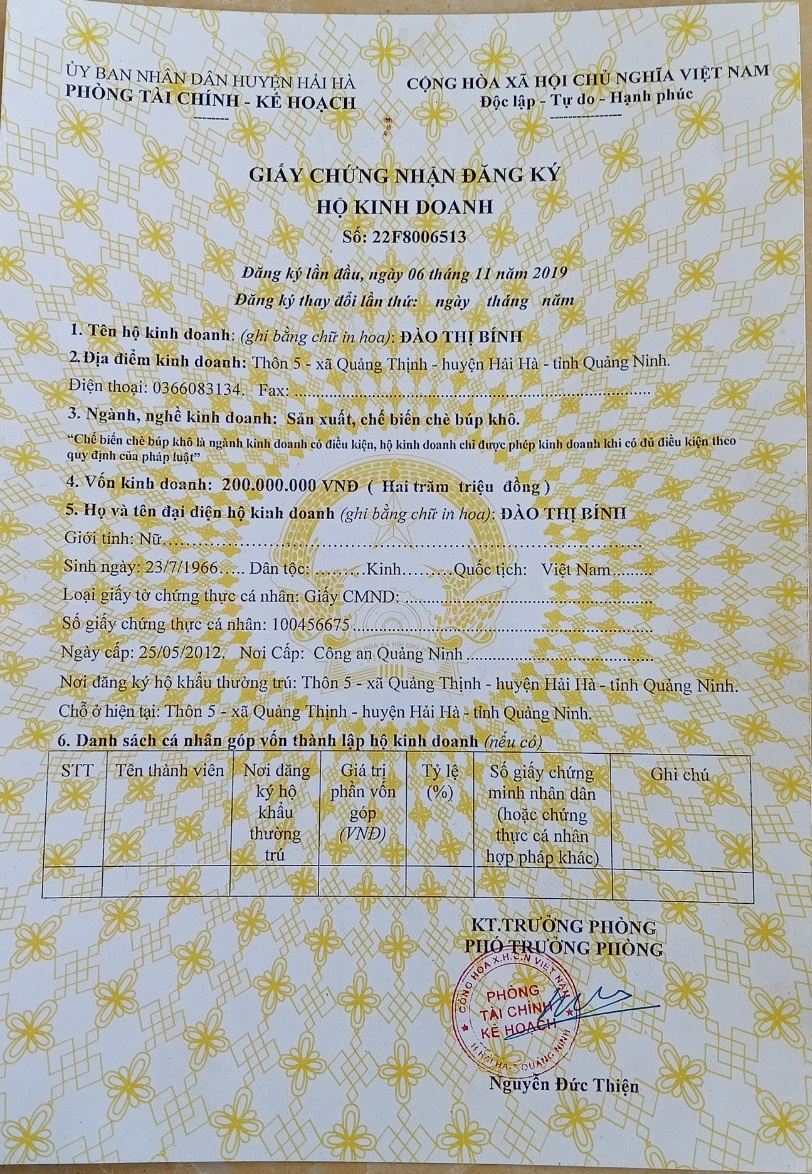 ỦY BAN NHÂN DÂN HUYỆN HẢI HÀ
PHÒNG TÀI CHÍNH - KẾ HOẠCH
CỘNG HÒA XÃ HỘI CHỦ NGHĨA VIỆT NAM
Độc lập - Tự do - Hạnh phúc
GIẤY CHỨNG NHẬN ĐĂNG KÝ
HỘ KINH DOANH
Số: 22F8006513
Đăng ký lần đầu, ngày 06 tháng 11 năm 2019
Đăng ký thay đổi lần thứ: ngày tháng năm
1. Tên hộ kinh doanh: (ghi bằng chữ in hoa): ĐÀO THỊ BÍNH
2. Địa điểm kinh doanh: Thôn 5 - xã Quảng Thịnh - huyện Hải Hà - tỉnh Quảng Ninh.
Điện thoại: 0366083134. Fax:
3. Ngành, nghề kinh doanh: Sản xuất, chế biến chè búp khô.
“Chế biến chè búp khô là ngành kinh doanh có điều kiện, hộ kinh doanh chỉ được phép kinh doanh khi có đủ điều kiện theo
quy định của pháp luật”
4. Vốn kinh doanh: 200.000.000 VNĐ ( Hai trăm triệu đồng )
5. Họ và tên đại diện hộ kinh doanh (ghi bằng chữ in hoa): ĐÀO THỊ BÍNH
Giới tính: Nữ
Sinh ngày: 23/7/1966..... Dân tộc: .........Kinh.........Quốc tịch: Việt Nam.........
Loại giấy tờ chứng thực cá nhân: Giấy CMND:
Số giấy chứng thực cá nhân: 100456675
Ngày cấp: 25/05/2012. Nơi Cấp: Công an Quảng Ninh
Nơi đăng ký hộ khẩu thường trú: Thôn 5 - xã Quảng Thịnh - huyện Hải Hà - tỉnh Quảng Ninh.
Chỗ ở hiện tại: Thôn 5 - xã Quảng Thịnh - huyện Hải Hà - tỉnh Quảng Ninh.
6. Danh sách cá nhân góp vốn thành lập hộ kinh doanh (nếu có)
STT
Tên thành viên
Nơi đăng
ký hộ
khẩu
thường
trú
Giá trị
phần vốn
góp
(VNĐ)
Tỷ lệ
(%)
Số giấy chứng
minh nhân dân
(hoặc chứng
thực cá nhân
hợp pháp khác)
Ghi chú
KT.TRƯỞNG PHÒNG
PHÓ TRƯỞNG PHÒNG
CỘNG HÒA X.H.C.N VIỆT NAM
PHÒNG
TÀI CHÍNH
KẾ HOẠCH
H.HẢI HÀ-T.QUẢNG NINH
Nguyễn Đức Thiện